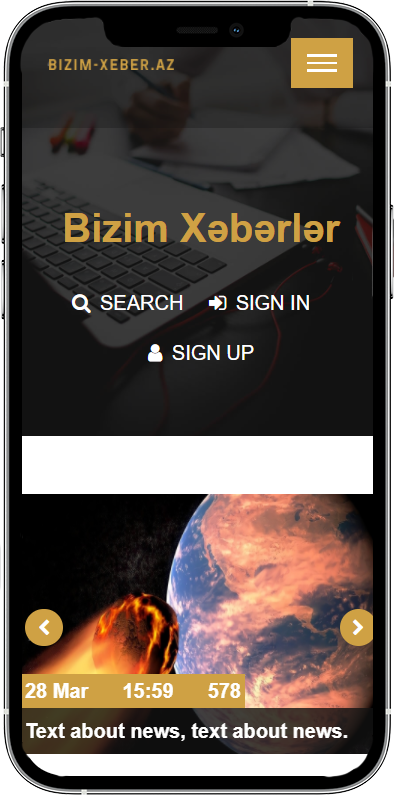 BIZIM-XEBER.AZ
Bizim Xəbərlər
SEARCH SIGN IN
SIGN UP
28 Mar 15:59 578
Text about news, text about news.